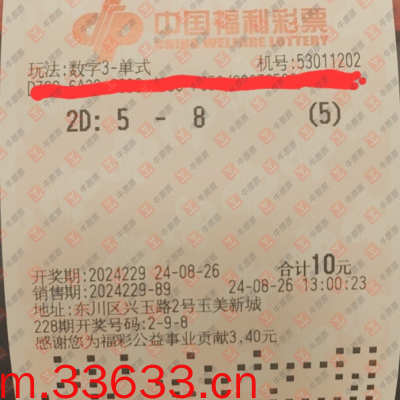 中国福利彩票
CHINA WELFARE LOTTERY
玩法:数字3-单式 机号:53011202
2D: 5 - 8 (5)
开奖期:2024229 24-08-26 合计10元
销售期:2024229-89 24-08-26 13:00:23
地址:东川区兴玉路2号玉美新城
228期开奖号码:2-9-8
感谢您为福彩公益事业贡献3.40元
m.33633.cn